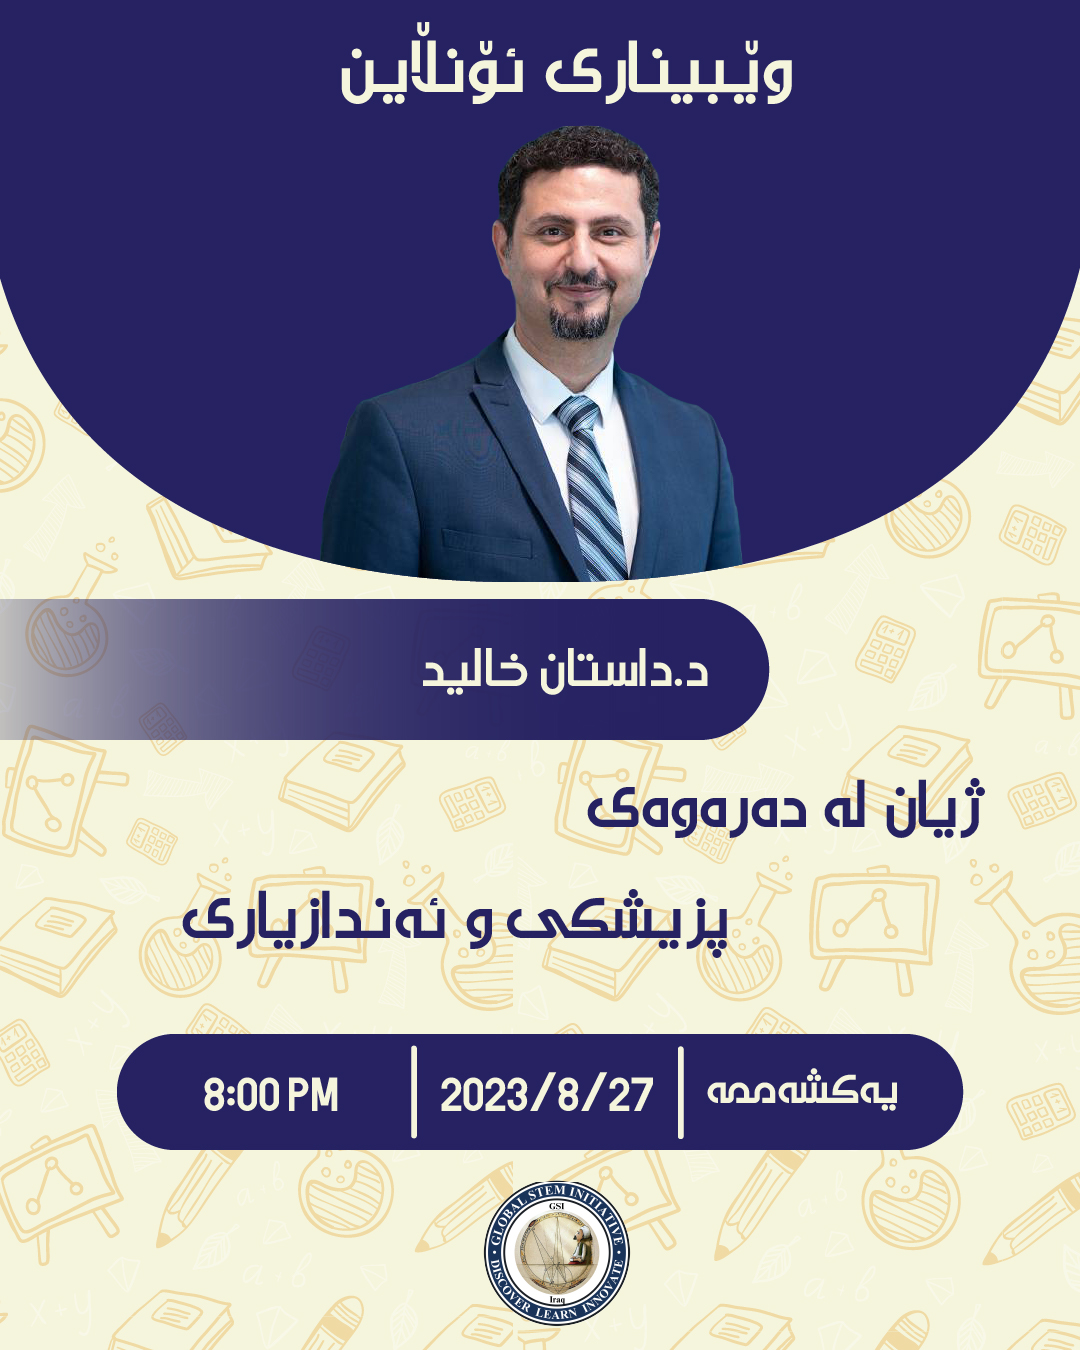 وێبیناری ئۆنڵاین
د.داستان خالید
ژیان لە دەرەوەی
پزیشکی و ئەندازیاری
یەکشەممە
2023/8/27
8:00 PM
GLOBAL STEM INITIATIVE
GSI
Iraq
DISCOVER LEARN INNOVATE